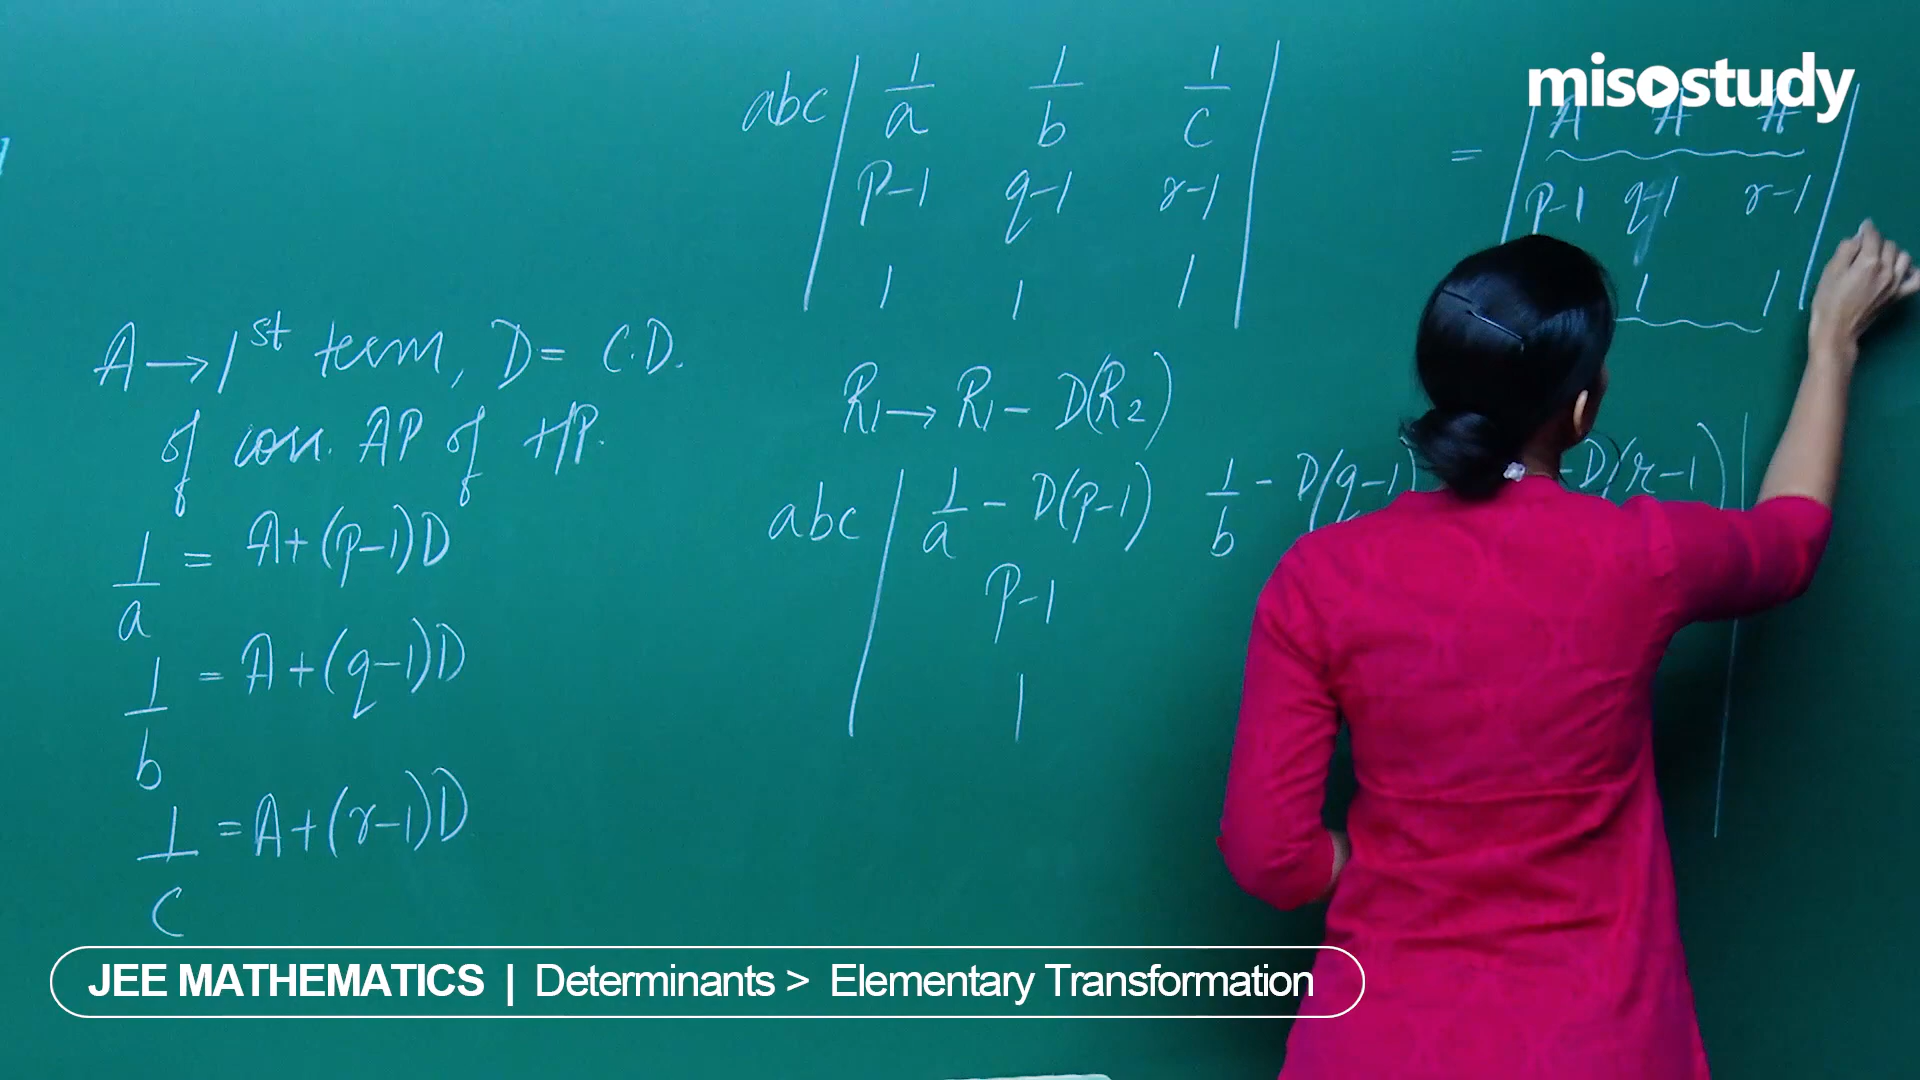 A → 1st term, D = C.D.
of corr. AP of HP.
1/a = A+(p-1)D
1/b = A+(q-1)D
1/c = A+(r-1)D
abc | 1/a 1/b 1/c |
p-1 q-1 r-1
1 1 1
R1 → R1 - D(R2)
abc | 1/a - D(p-1) 1/b - D(q-1) -D(r-1) |
p-1
1
misostudy
= | A A A |
p-1 q-1 r-1
1 1
JEE MATHEMATICS | Determinants > Elementary Transformation